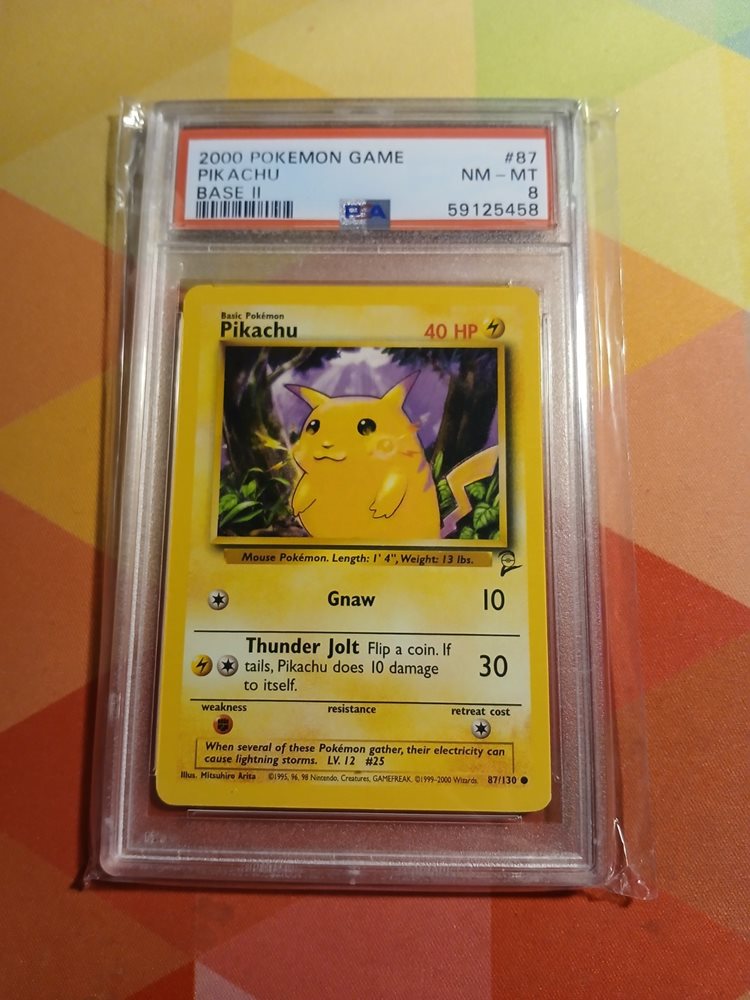 2000 POKEMON GAME #87
PIKACHU NM - MT
BASE II 8
PSA 59125458
Basic Pokémon
Pikachu 40 HP
Mouse Pokémon. Length: 1' 4", Weight: 13 lbs.
Gnaw 10
Thunder Jolt Flip a coin. If
tails, Pikachu does 10 damage 30
to itself.
weakness resistance retreat cost
When several of these Pokémon gather, their electricity can
cause lightning storms. LV. 12 #25
Illus. Mitsuhiro Arita ©1995, 96, 98 Nintendo, Creatures, GAMEFREAK. ©1999-2000 Wizards. 87/130